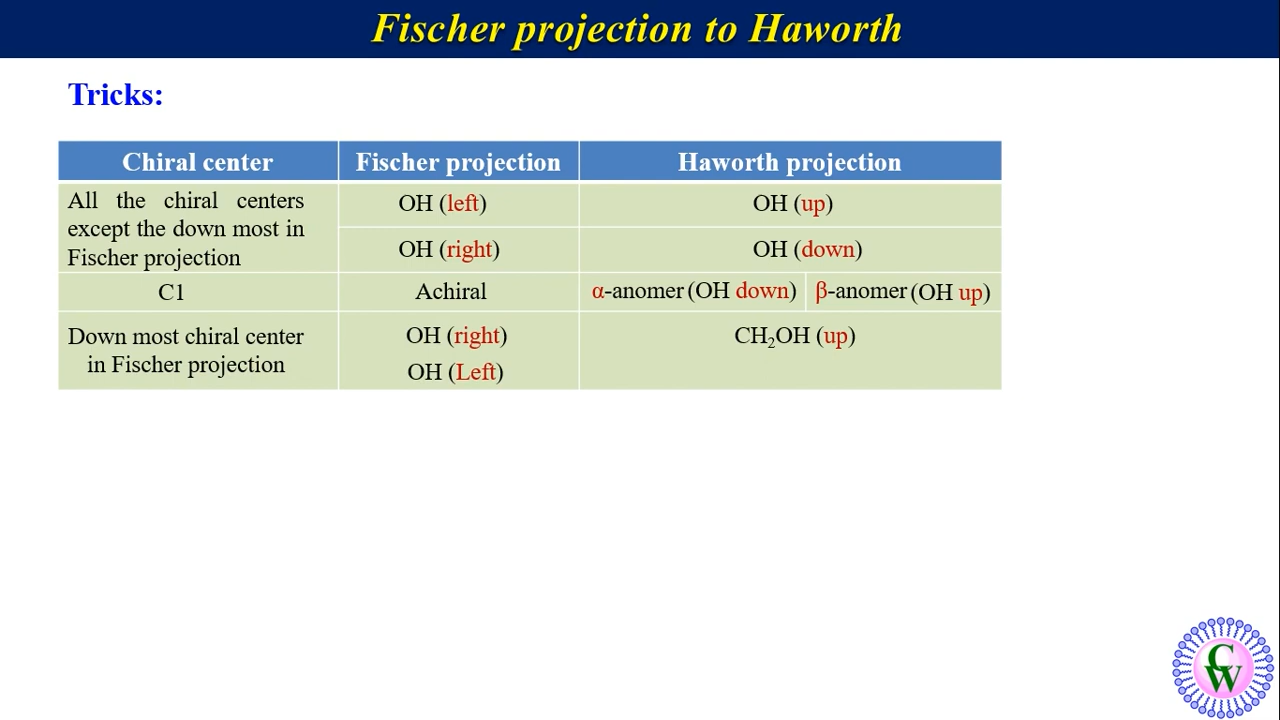 Fischer projection to Haworth
Tricks:
Chiral center Fischer projection Haworth projection
All the chiral centers
except the down most in
Fischer projection
OH (left) OH (up)
OH (right) OH (down)
C1 Achiral α-anomer (OH down) β-anomer (OH up)
Down most chiral center
in Fischer projection
OH (right) CH₂OH (up)
OH (Left)
C
W